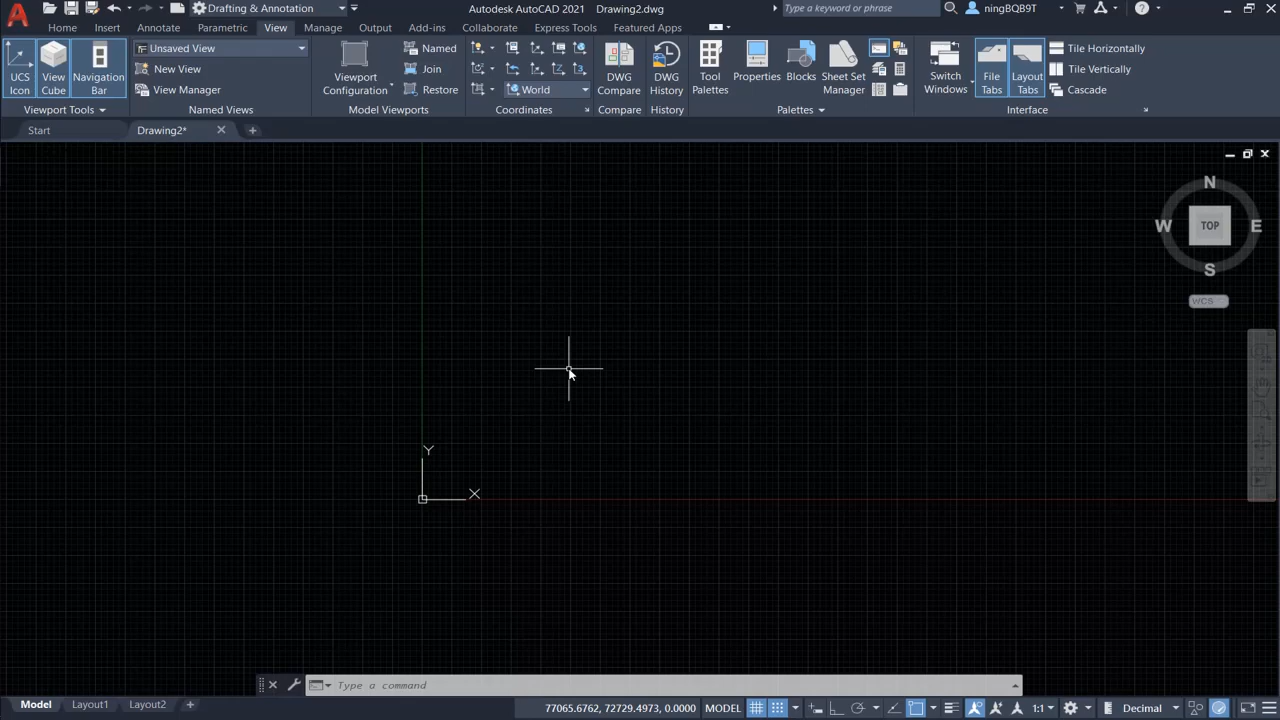 Drafting & Annotation
Autodesk AutoCAD 2021 Drawing2.dwg
Type a keyword or phrase
ningBQB9T
Home Insert Annotate Parametric View Manage Output Add-ins Collaborate Express Tools Featured Apps
UCS Icon
View Cube
Navigation Bar
Viewport Tools
Unsaved View
New View
View Manager
Named Views
Viewport Configuration
Named
Join
Restore
Model Viewports
World
Coordinates
DWG Compare
Compare
DWG History
History
Tool Palettes
Properties
Blocks
Sheet Set Manager
Palettes
Switch Windows
File Tabs
Layout Tabs
Tile Horizontally
Tile Vertically
Cascade
Interface
Start Drawing2*
N
W TOP E
S
WCS
Y
X
Type a command
Model Layout1 Layout2
77065.6762, 72729.4973, 0.0000 MODEL 1:1 Decimal